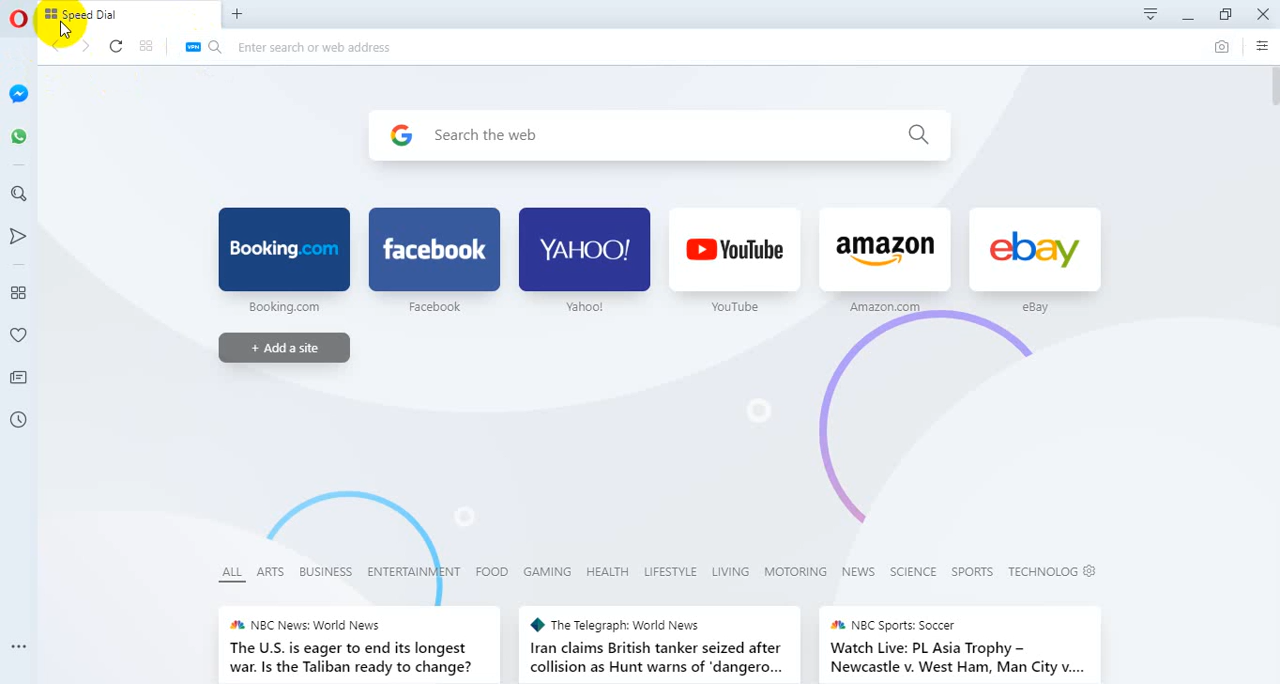 Speed Dial
VPN
Enter search or web address
Search the web
Booking.com
facebook
YAHOO!
YouTube
amazon
ebay
Booking.com
Facebook
Yahoo!
YouTube
Amazon.com
eBay
+ Add a site
ALL ARTS BUSINESS ENTERTAINMENT FOOD GAMING HEALTH LIFESTYLE LIVING MOTORING NEWS SCIENCE SPORTS TECHNOLOG
NBC News: World News
The U.S. is eager to end its longest
war. Is the Taliban ready to change?
The Telegraph: World News
Iran claims British tanker seized after
collision as Hunt warns of 'dangero...
NBC Sports: Soccer
Watch Live: PL Asia Trophy –
Newcastle v. West Ham, Man City v....